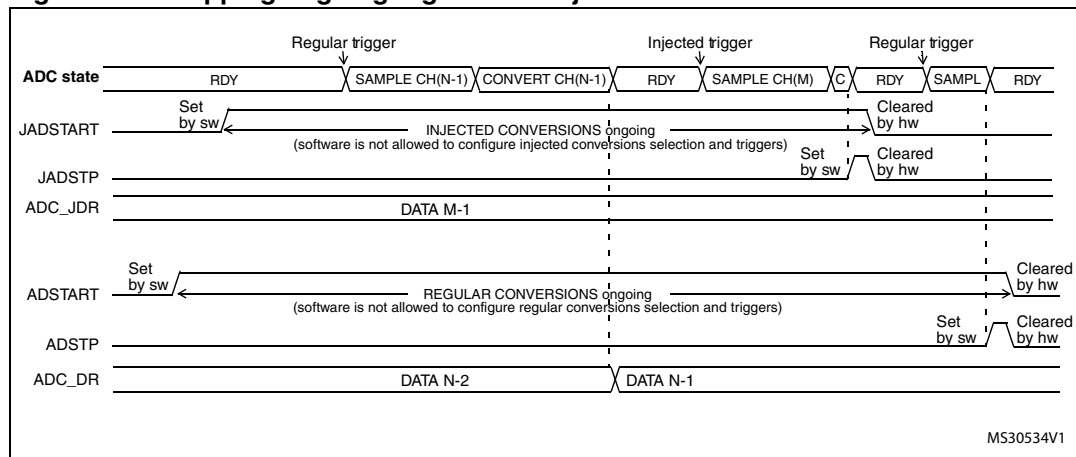 Regular trigger Injected trigger Regular trigger
ADC state RDY SAMPLE CH(N-1) CONVERT CH(N-1) RDY SAMPLE CH(M) C RDY SAMPL RDY
Set by sw Cleared by hw
JADSTART INJECTED CONVERSIONS ongoing
(software is not allowed to configure injected conversions selection and triggers)
Set by sw Cleared by hw
JADSTP
ADC_JDR DATA M-1
Set by sw Cleared by hw
ADSTART REGULAR CONVERSIONS ongoing
(software is not allowed to configure regular conversions selection and triggers)
Set by sw Cleared by hw
ADSTP
ADC_DR DATA N-2 DATA N-1
MS30534V1